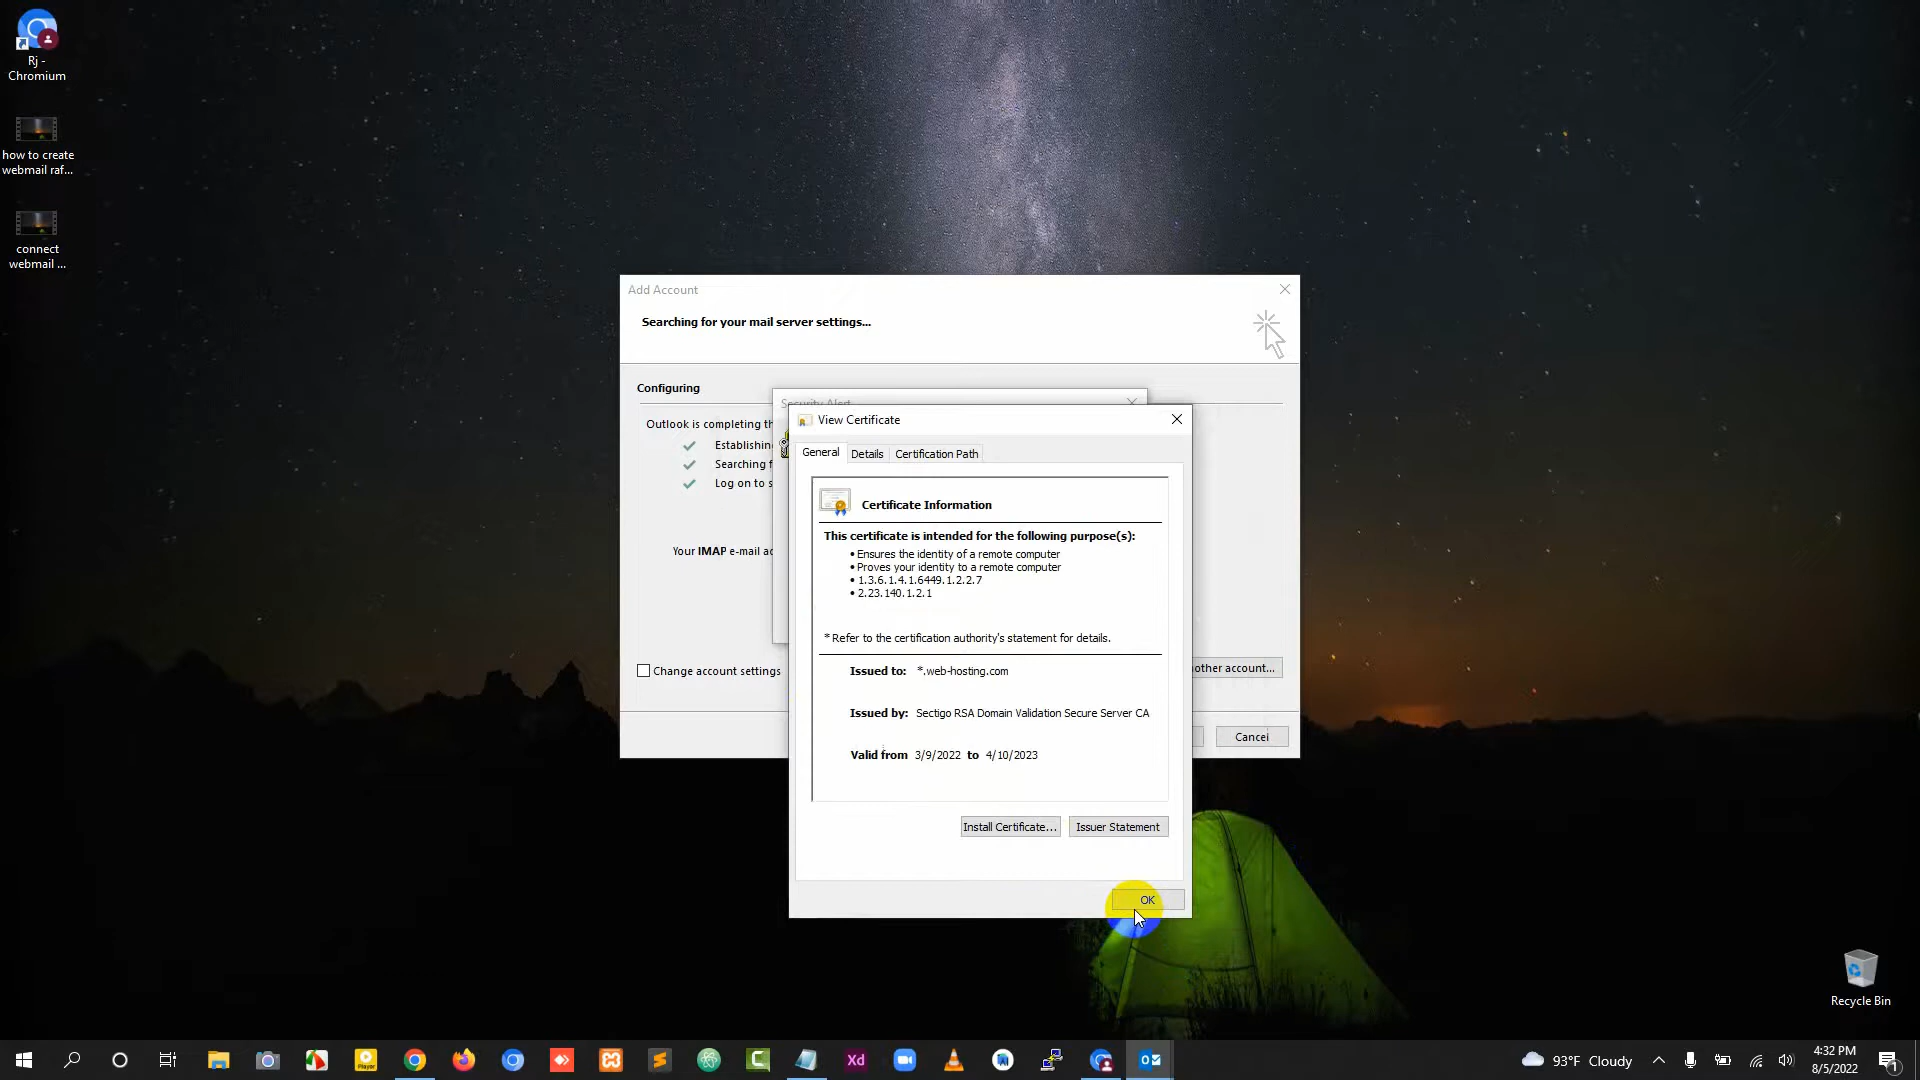 Rj -
Chromium
how to create
webmail raf...
connect
webmail ...
Add Account
Searching for your mail server settings...
Configuring
Outlook is completing th
Establishin
Searching f
Log on to s
Your IMAP e-mail ac
Change account settings
other account...
Cancel
Security Alert
View Certificate
General
Details
Certification Path
Certificate Information
This certificate is intended for the following purpose(s):
• Ensures the identity of a remote computer
• Proves your identity to a remote computer
• 1.3.6.1.4.1.6449.1.2.2.7
• 2.23.140.1.2.1
* Refer to the certification authority's statement for details.
Issued to: *.web-hosting.com
Issued by: Sectigo RSA Domain Validation Secure Server CA
Valid from 3/9/2022 to 4/10/2023
Install Certificate...
Issuer Statement
OK
Recycle Bin
Player
Xd
93°F Cloudy
4:32 PM
8/5/2022
1